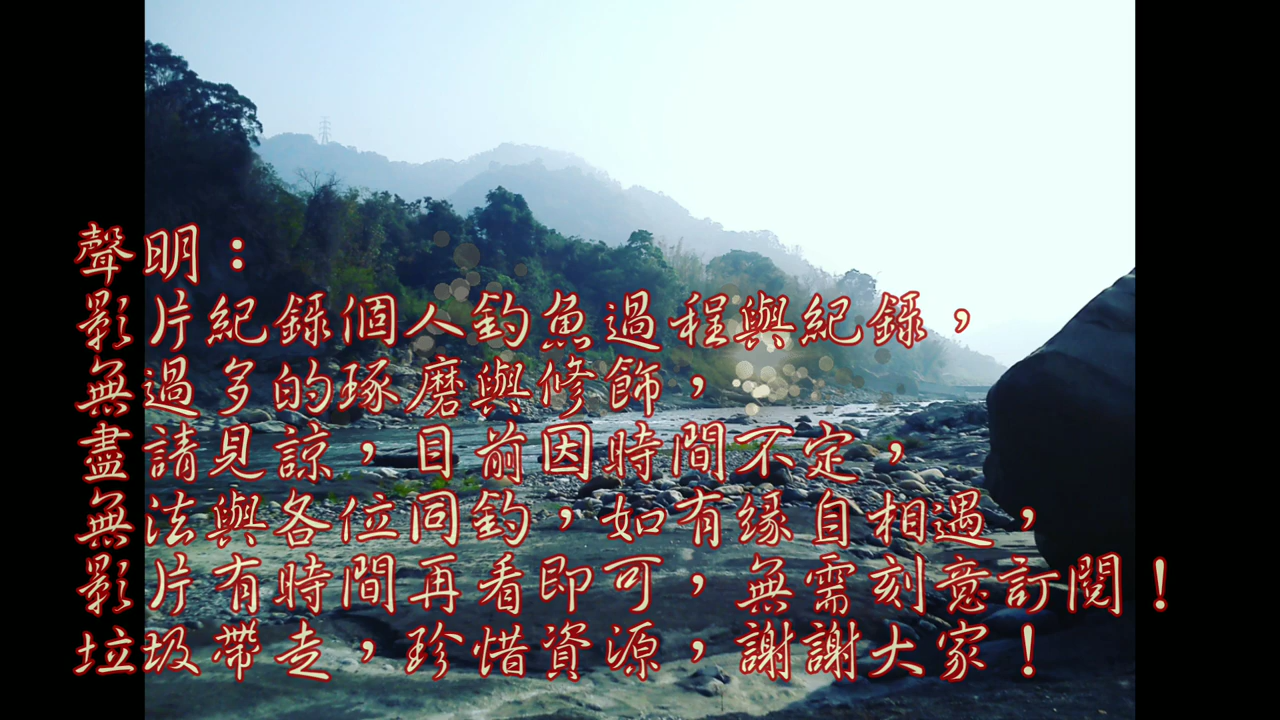 聲明：
影片紀錄個人釣魚過程與紀錄，
無過多的琢磨與修飾，
盡請見諒，目前因時間不定，
無法與各位同釣，如有緣自相遇，
影片有時間再看即可，無需刻意訂閱！
垃圾帶走，珍惜資源，謝謝大家！